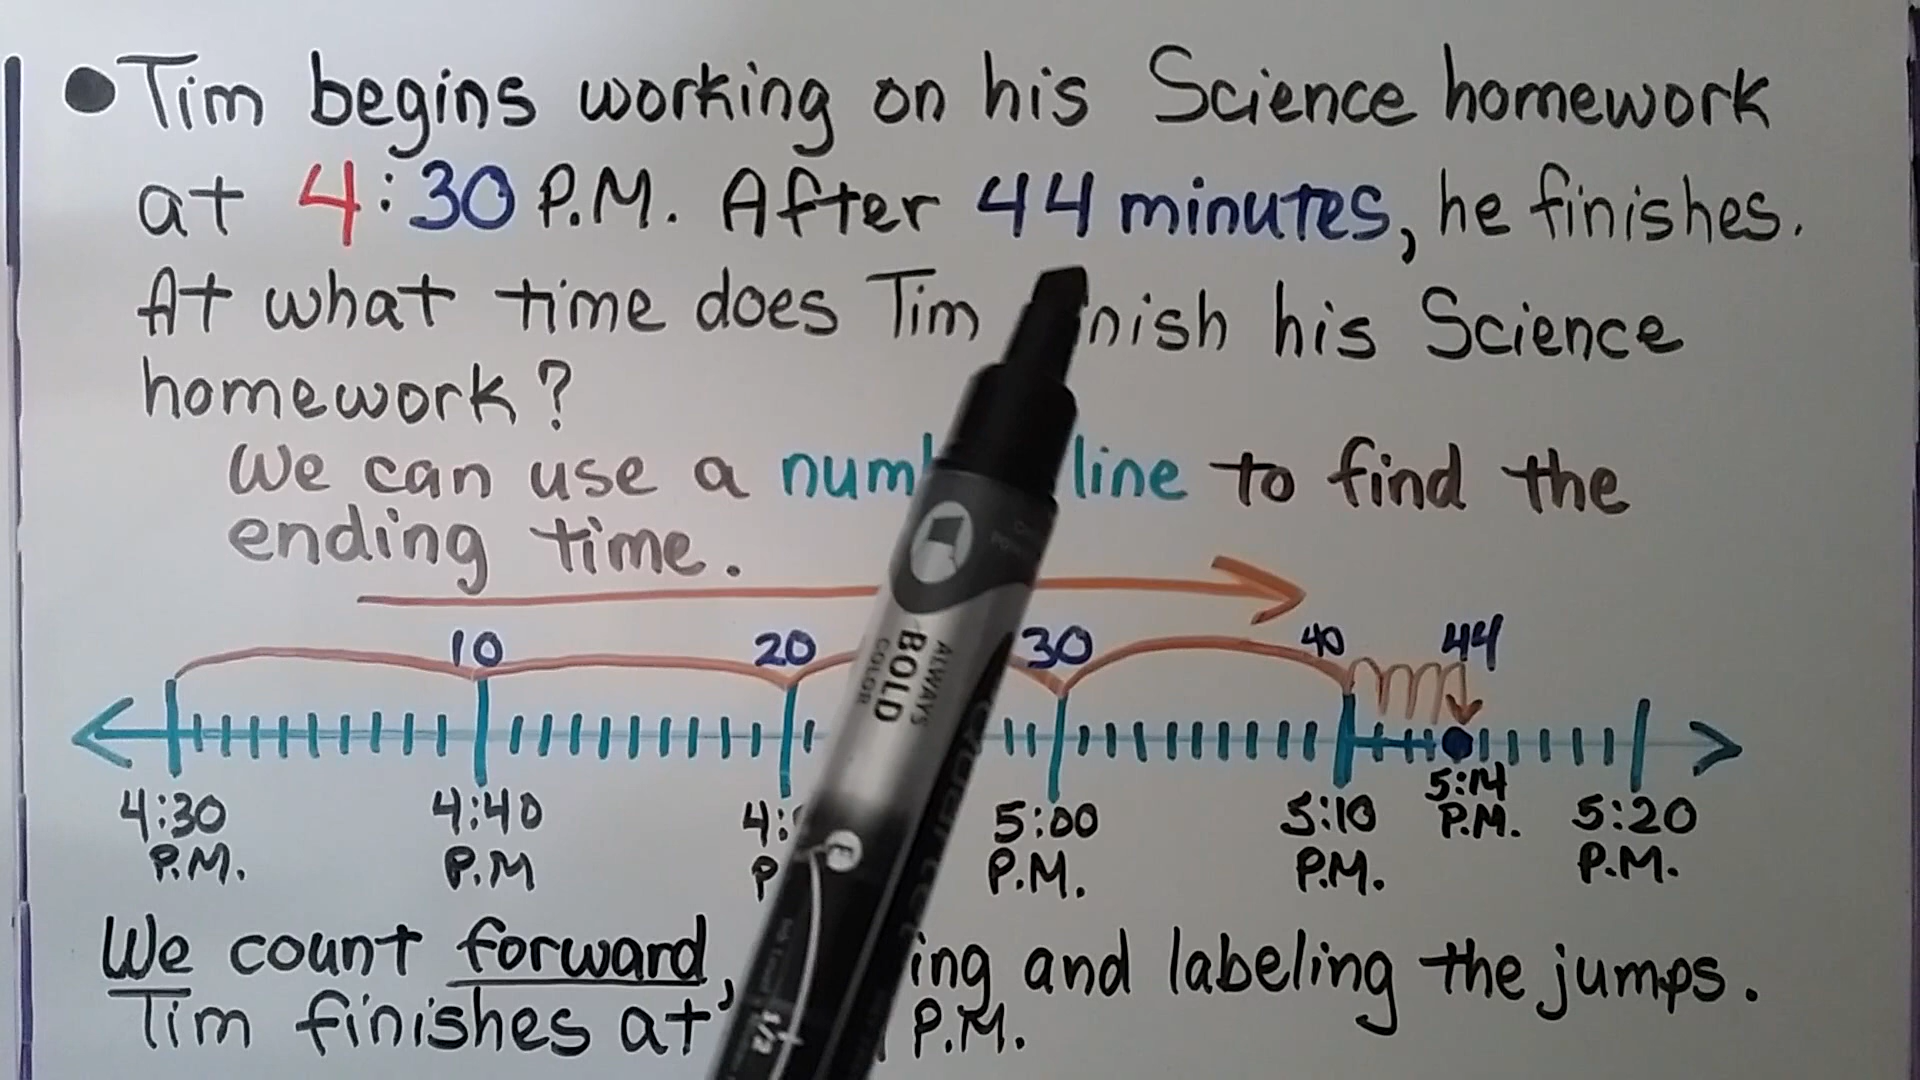 Tim begins working on his Science homework
at 4:30 P.M. After 44 minutes, he finishes.
At what time does Tim nish his Science
homework?
We can use a num line to find the
ending time.
10 20 30 40 44
4:30 P.M.
4:40 P.M
4: P
5:00 P.M.
5:10 P.M.
5:14 P.M.
5:20 P.M.
We count forward, ing and labeling the jumps.
Tim finishes at P.M.
ALWAYS
BOLD
COLOR